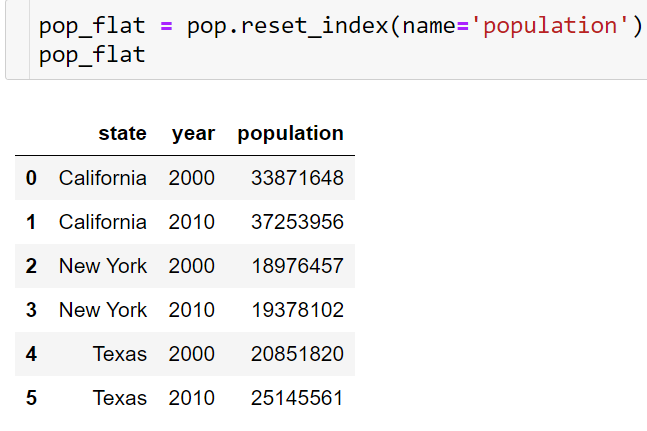 pop_flat = pop.reset_index(name='population')
pop_flat
state year population
0 California 2000 33871648
1 California 2010 37253956
2 New York 2000 18976457
3 New York 2010 19378102
4 Texas 2000 20851820
5 Texas 2010 25145561